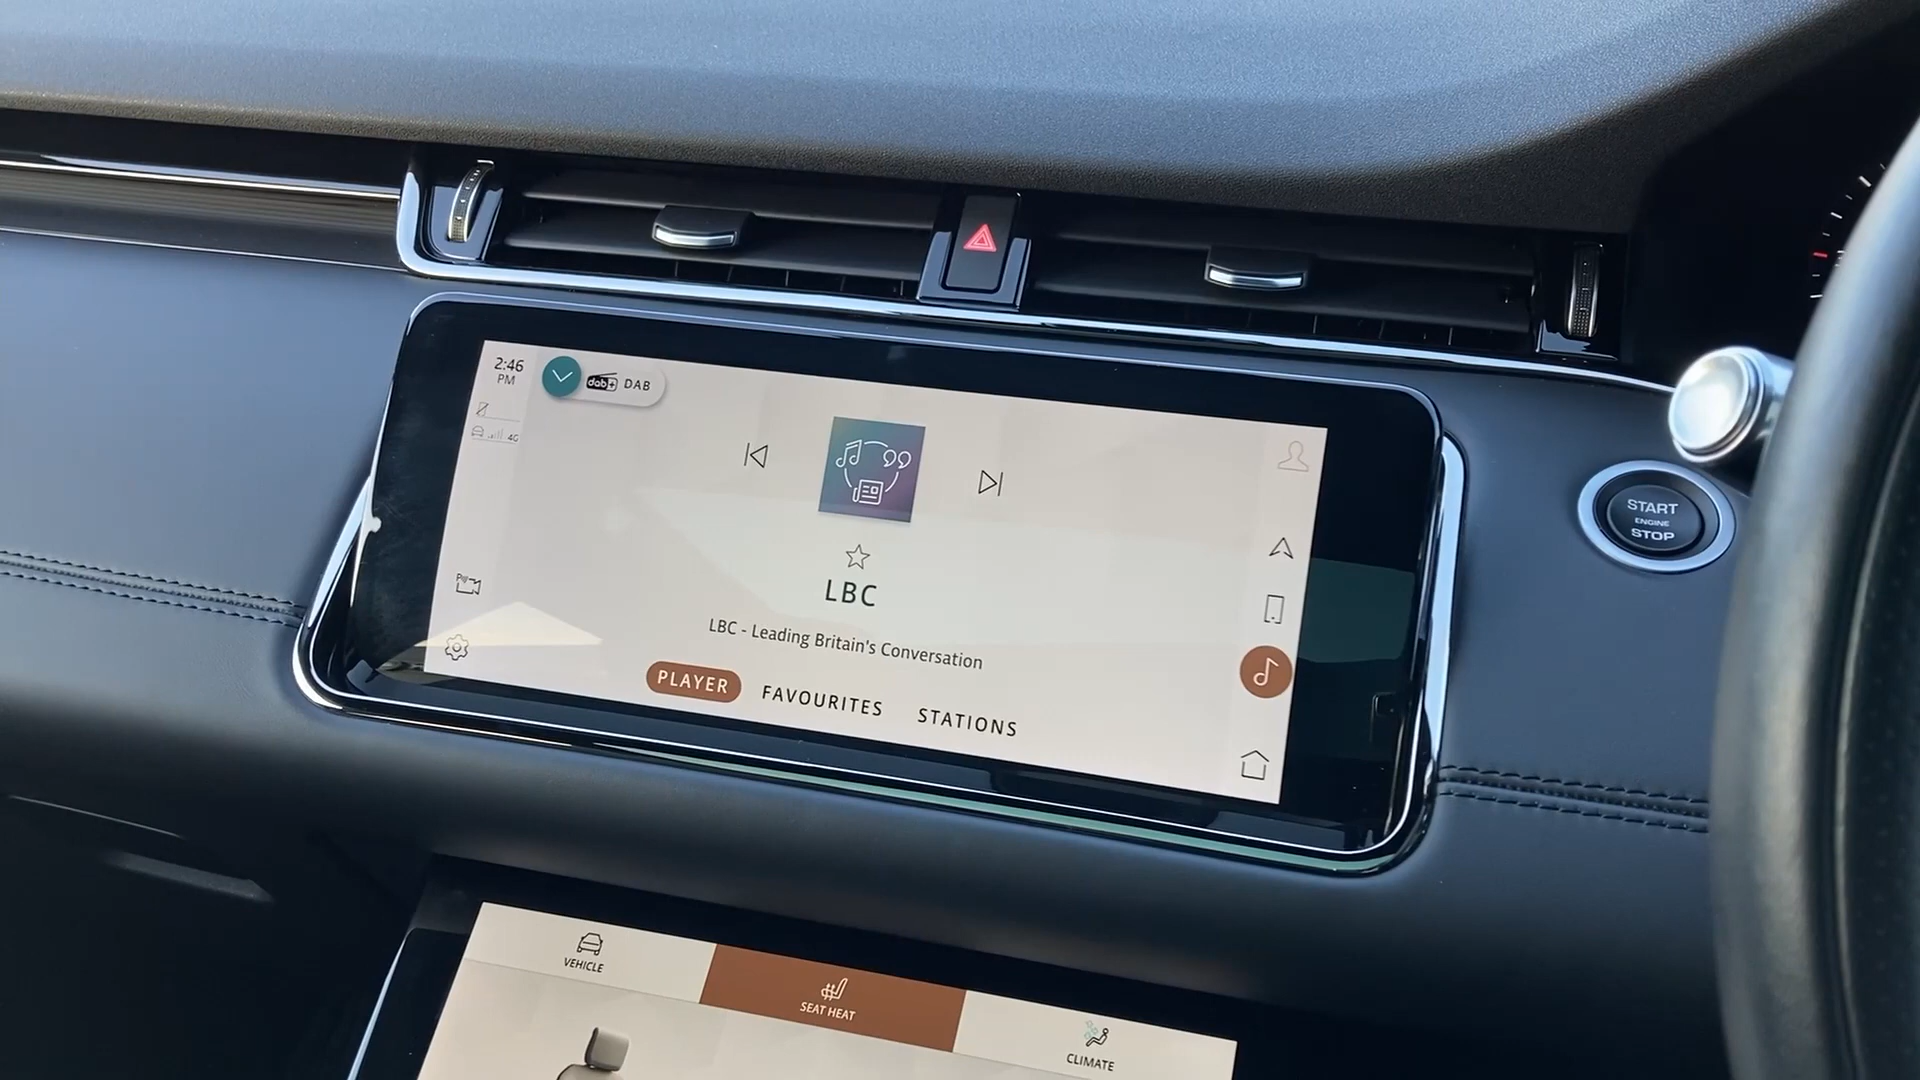 2:46
PM
dab+ DAB
4G
LBC
LBC - Leading Britain's Conversation
PLAYER FAVOURITES STATIONS
START
ENGINE
STOP
VEHICLE
SEAT HEAT
CLIMATE